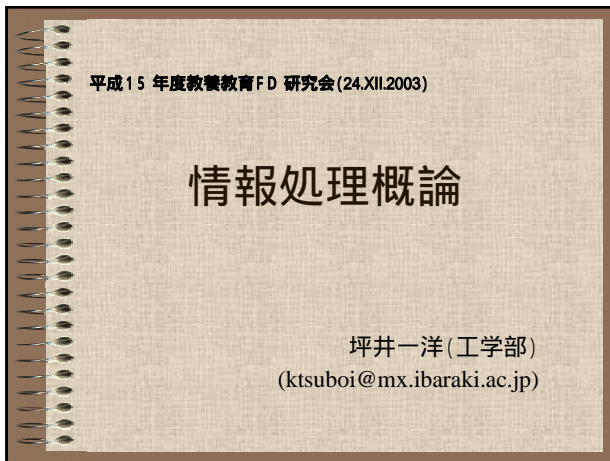 平成15 年度教養教育FD 研究会(24.XII.2003)
情報処理概論
坪井一洋(工学部)
(ktsuboi@mx.ibaraki.ac.jp)